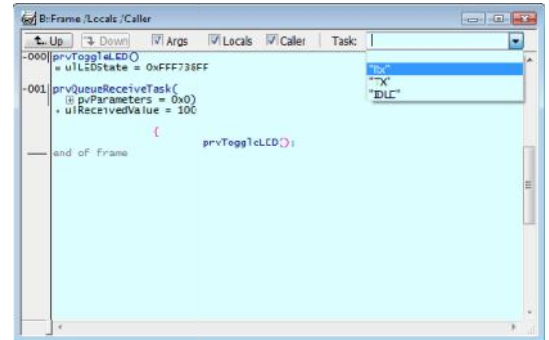 B::Frame /Locals /Caller
Up Down Args Locals Caller Task:
"Rx"
"TX"
"IDLE"
-000 prvToggleLED()
ulLEDState = 0xFFF736FF
-001 prvQueueReceiveTask(
pvParameters = 0x0)
ulReceivedValue = 100
{
prvToggleLED();
end of frame